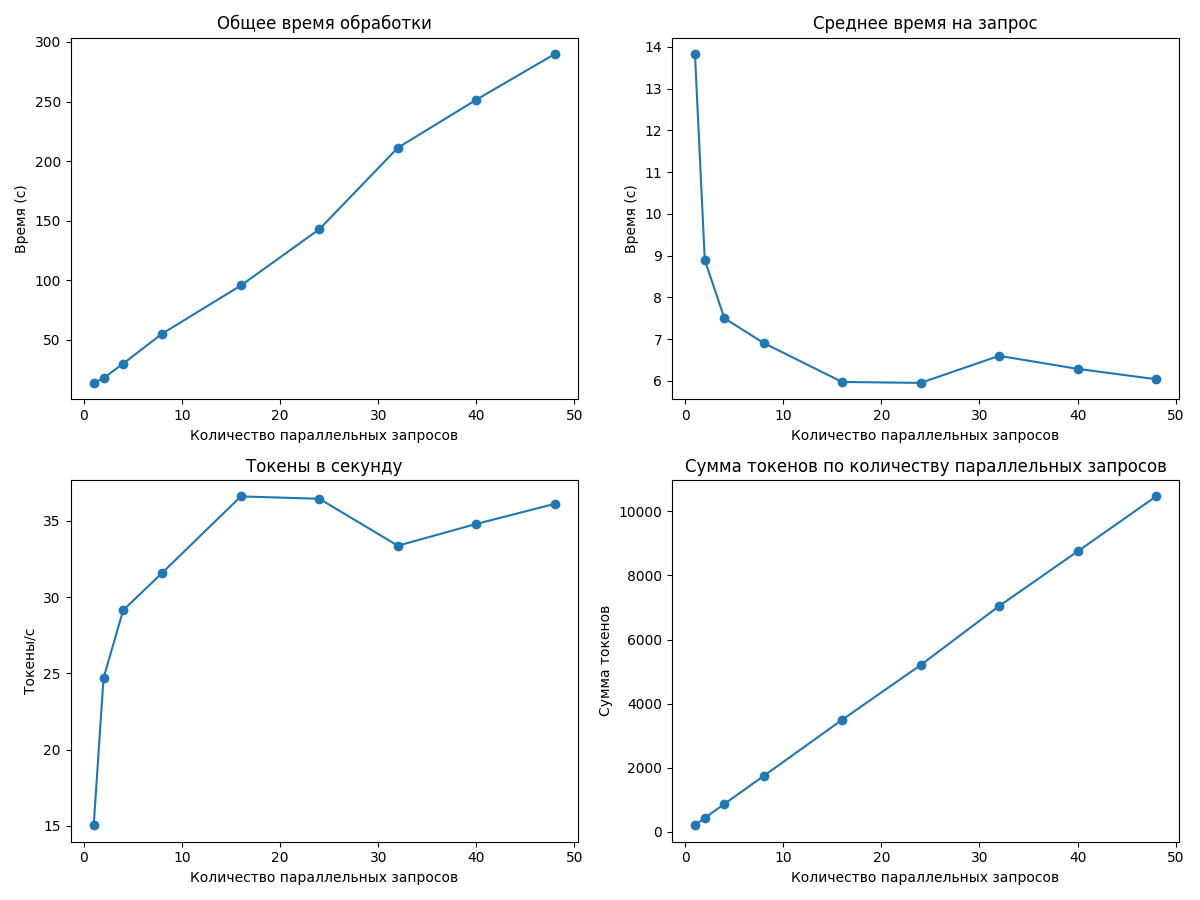 Общее время обработки
300
250
200
150
100
50
Время (с)
0 10 20 30 40 50
Количество параллельных запросов
Среднее время на запрос
14
13
12
11
10
9
8
7
6
Время (с)
0 10 20 30 40 50
Количество параллельных запросов
Токены в секунду
35
30
25
20
15
Токены/с
0 10 20 30 40 50
Количество параллельных запросов
Сумма токенов по количеству параллельных запросов
10000
8000
6000
4000
2000
0
Сумма токенов
0 10 20 30 40 50
Количество параллельных запросов